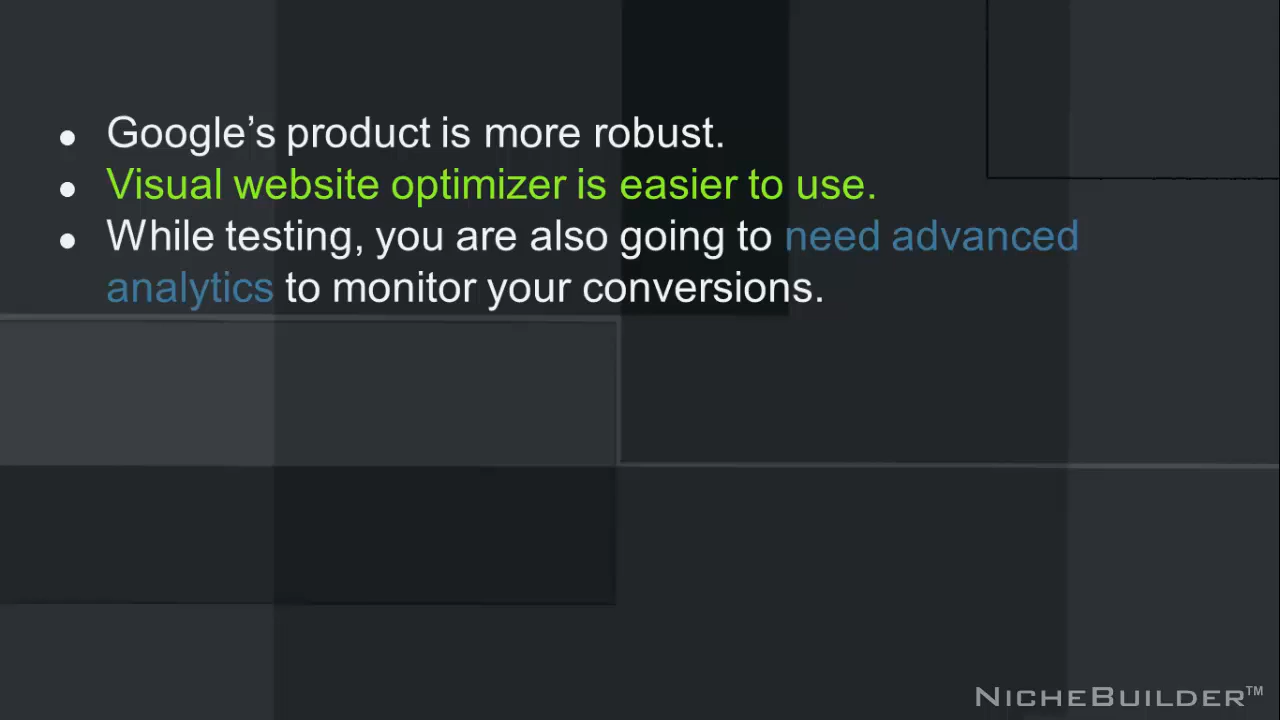 ● Google’s product is more robust.
● Visual website optimizer is easier to use.
● While testing, you are also going to need advanced
analytics to monitor your conversions.
NICHEBUILDER™